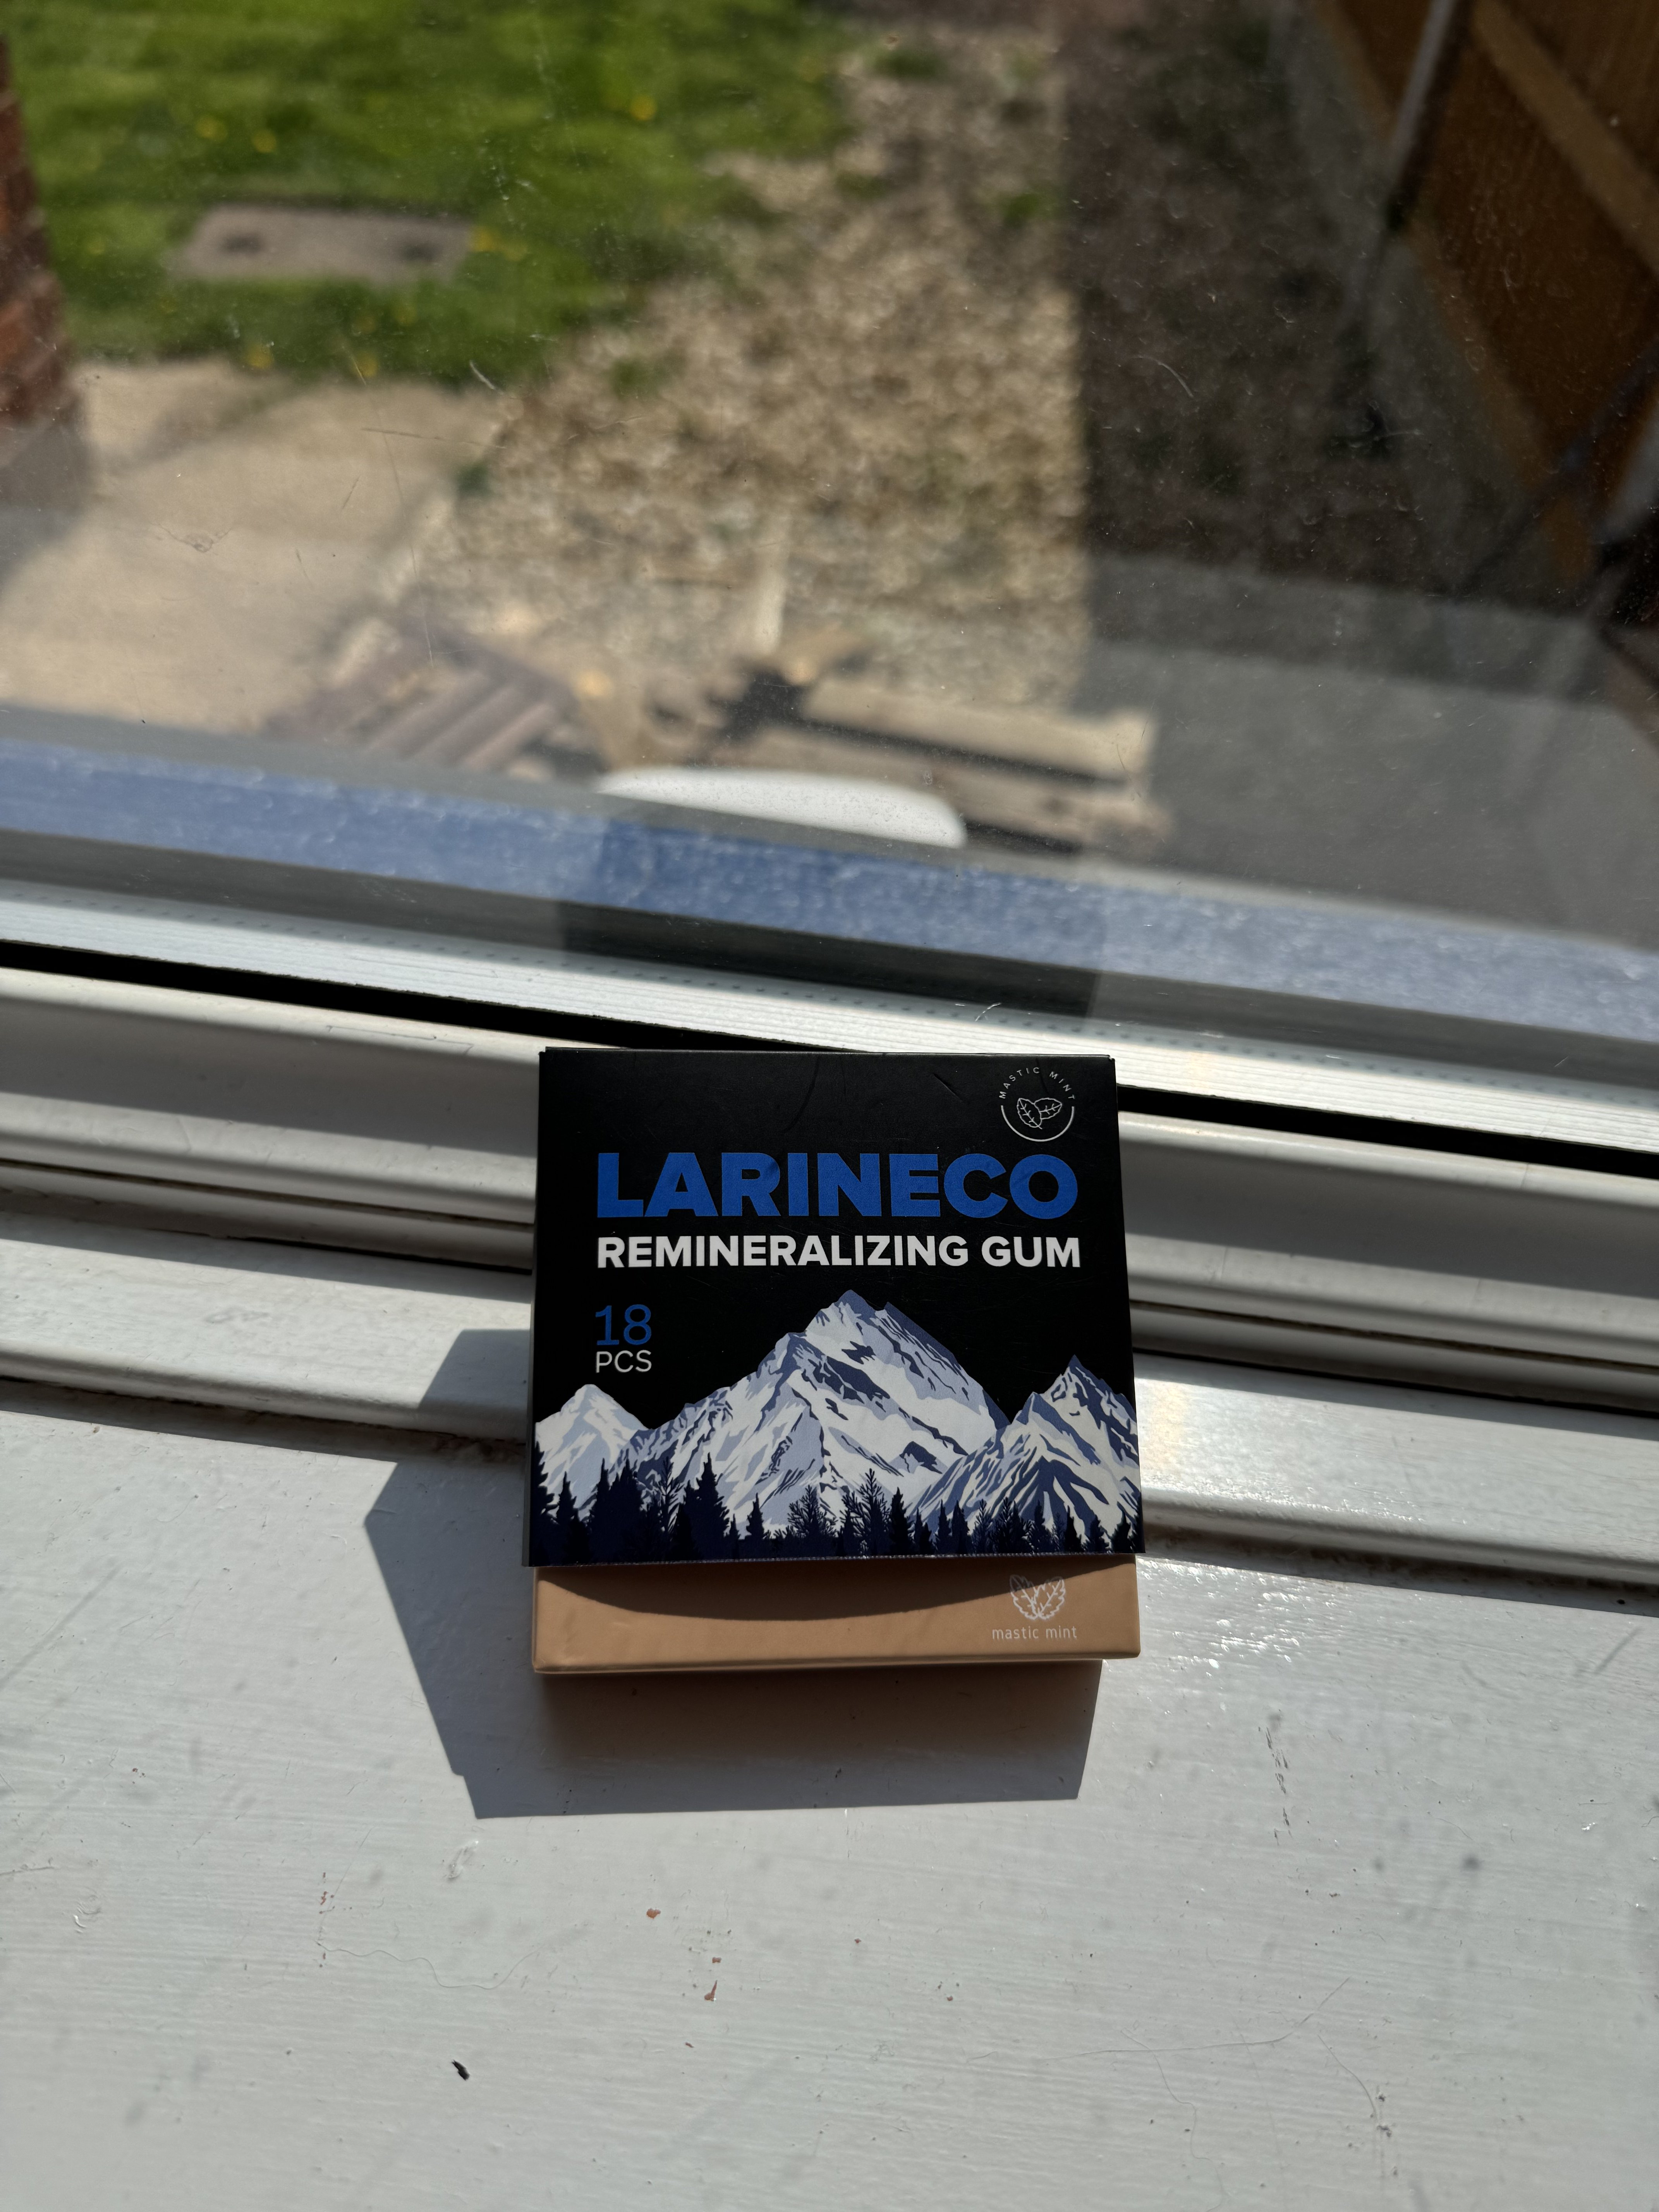 MASTIC MINT
LARINECO
REMINERALIZING GUM
18
PCS
mastic mint